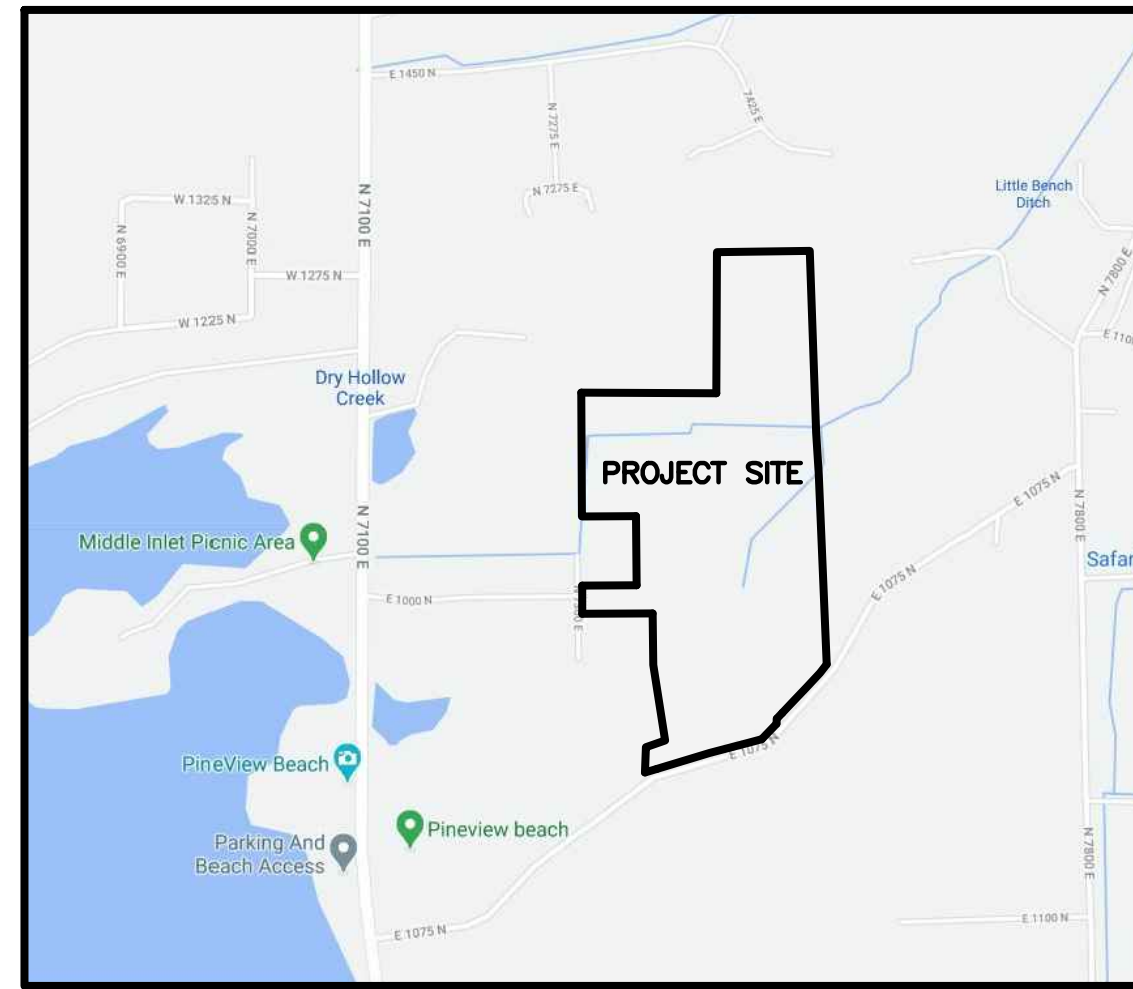 E 1450 N
N 7275 E
7425 E
N 7275 E
Little Bench
Ditch
W 1325 N
N 7100 E
N 6900 E
N 7000 E
W 1275 N
N 7800 E
W 1225 N
E 110
Dry Hollow
Creek
PROJECT SITE
E 1075 N
N 7800 E
N 7100 E
Middle Inlet Picnic Area
Safar
E 1075 N
E 1000 N
E 1075 N
PineView Beach
Pineview beach
Parking And
Beach Access
N 7800 E
E 1100 N
E 1075 N